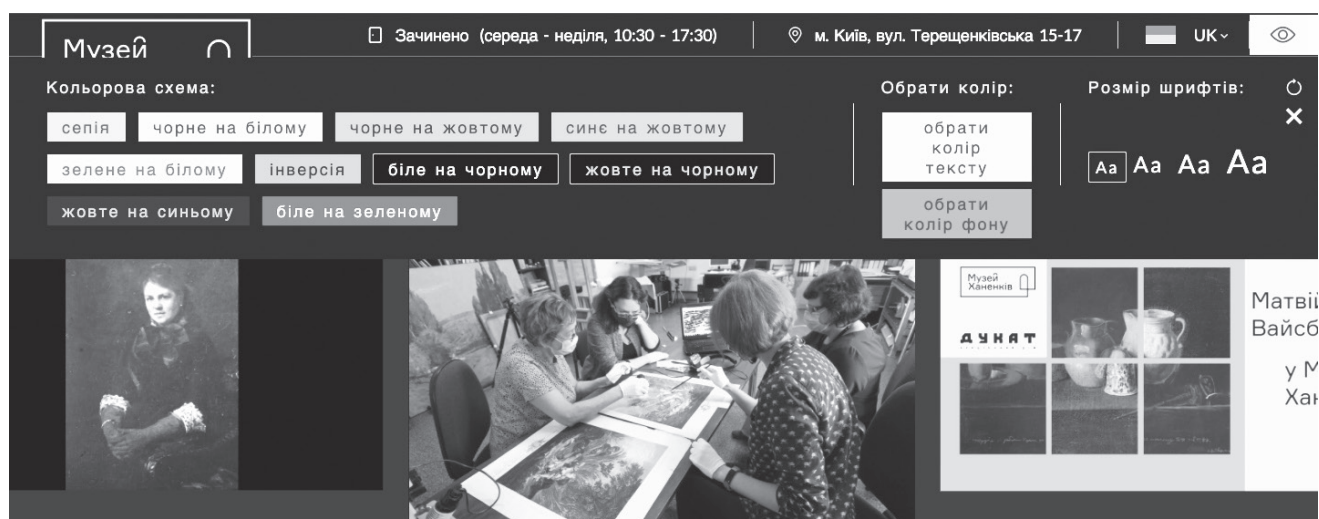 Музей
Зачинено (середа - неділя, 10:30 - 17:30)
м. Київ, вул. Терещенківська 15-17
UK
Кольорова схема:
сепія
чорне на білому
чорне на жовтому
синє на жовтому
зелене на білому
інверсія
біле на чорному
жовте на чорному
жовте на синьому
біле на зеленому
Обрати колір:
обрати
колір
тексту
обрати
колір фону
Розмір шрифтів:
Aa Aa Aa Aa
Музей
Ханенків
ДУКАТ
Матвій
Вайсб
у М
Хан